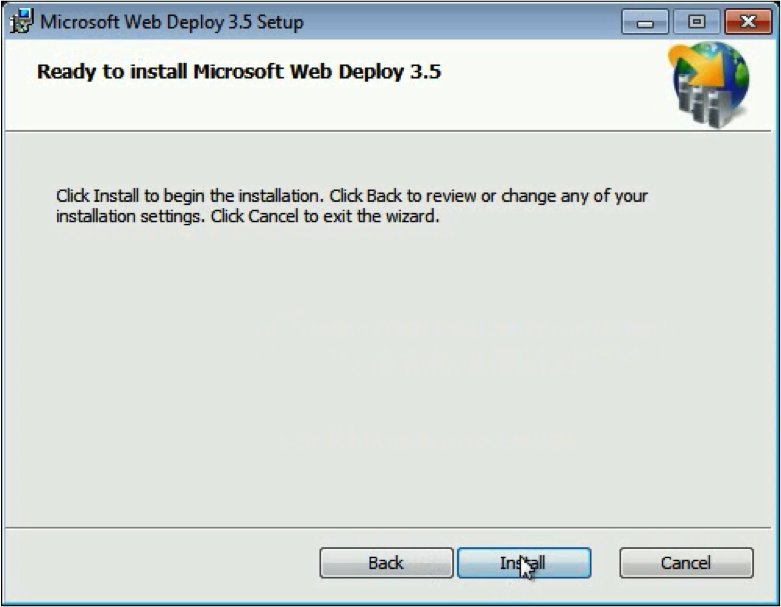 Microsoft Web Deploy 3.5 Setup
Ready to install Microsoft Web Deploy 3.5
Click Install to begin the installation. Click Back to review or change any of your
installation settings. Click Cancel to exit the wizard.
Back Install Cancel